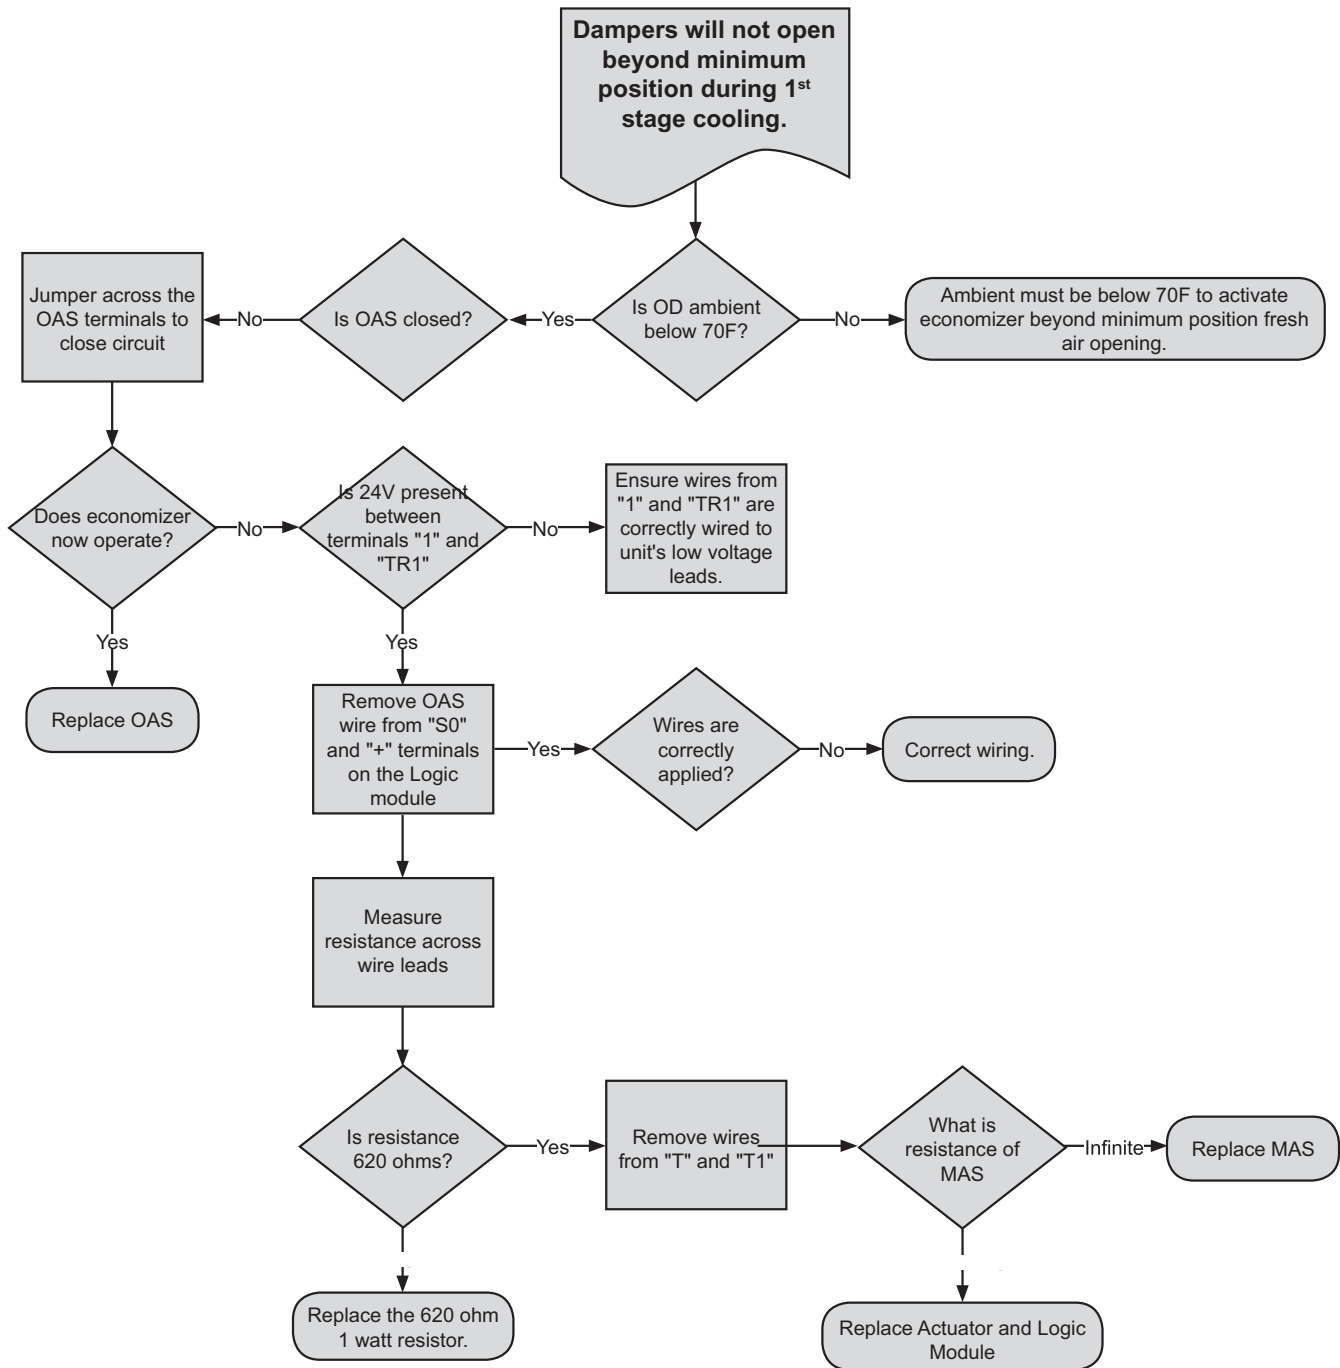 Dampers will not open
beyond minimum
position during 1st
stage cooling.
Jumper across the
OAS terminals to
close circuit
No
Is OAS closed?
Yes
Is OD ambient
below 70F?
No
Ambient must be below 70F to activate
economizer beyond minimum position fresh
air opening.
Does economizer
now operate?
No
Is 24V present
between
terminals "1" and
"TR1"
No
Ensure wires from
"1" and "TR1" are
correctly wired to
unit's low voltage
leads.
Yes
Yes
Replace OAS
Remove OAS
wire from "S0"
and "+" terminals
on the Logic
module
Yes
Wires are
correctly
applied?
No
Correct wiring.
Measure
resistance across
wire leads
Is resistance
620 ohms?
Yes
Remove wires
from "T" and "T1"
What is
resistance of
MAS
Infinite
Replace MAS
Replace the 620 ohm
1 watt resistor.
Replace Actuator and Logic
Module